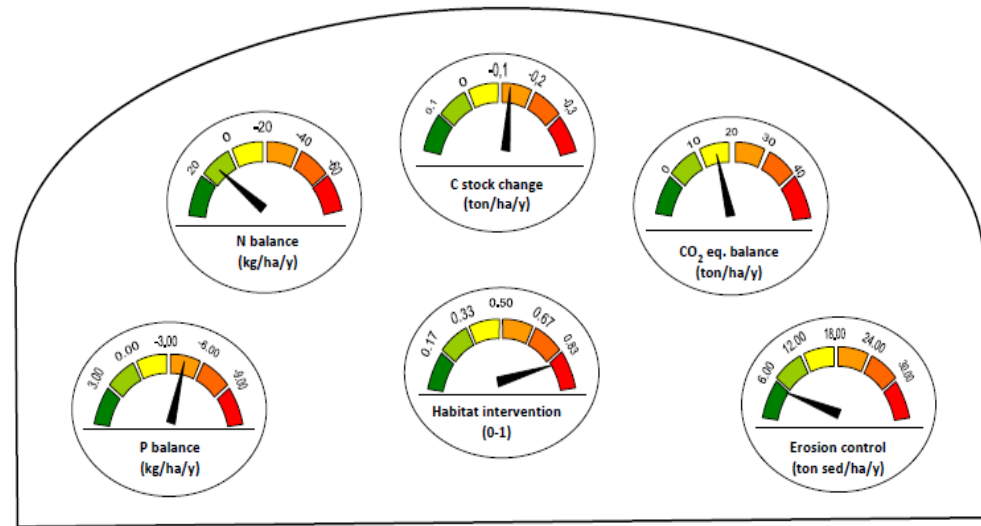 0.1 0 -0,1 -0,2 -0.3
C stock change
(ton/ha/y)
20 0 -20 -40 -60
N balance
(kg/ha/y)
0 10 20 30 40
CO₂ eq. balance
(ton/ha/y)
3.00 0.00 -3,00 -6.00 -9.00
P balance
(kg/ha/y)
0.17 0.33 0.50 0.67 0.83
Habitat intervention
(0-1)
6.00 12.00 18.00 24.00 30.00
Erosion control
(ton sed/ha/y)